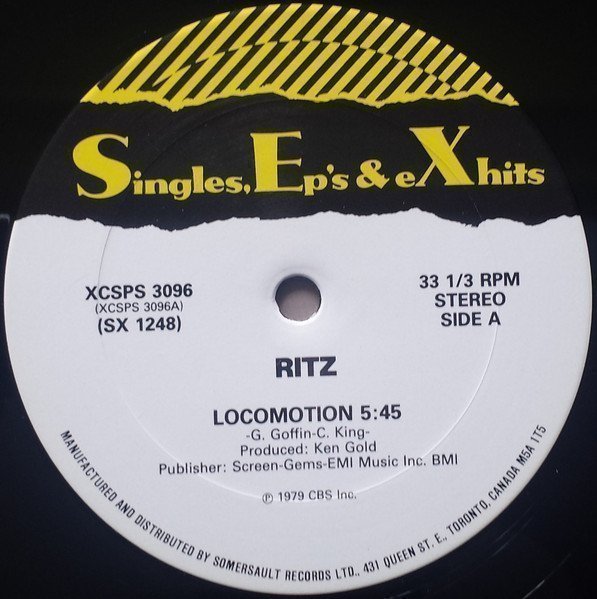 Singles, Ep's & eX hits
XCSPS 3096
(XCSPS 3096A)
(SX 1248)
33 1/3 RPM
STEREO
SIDE A
RITZ
LOCOMOTION 5:45
-G. Goffin-C. King-
Produced: Ken Gold
Publisher: Screen-Gems-EMI Music Inc. BMI
℗ 1979 CBS Inc.
MANUFACTURED AND DISTRIBUTED BY SOMERSAULT RECORDS LTD., 431 QUEEN ST. E., TORONTO, CANADA M5A 1T5